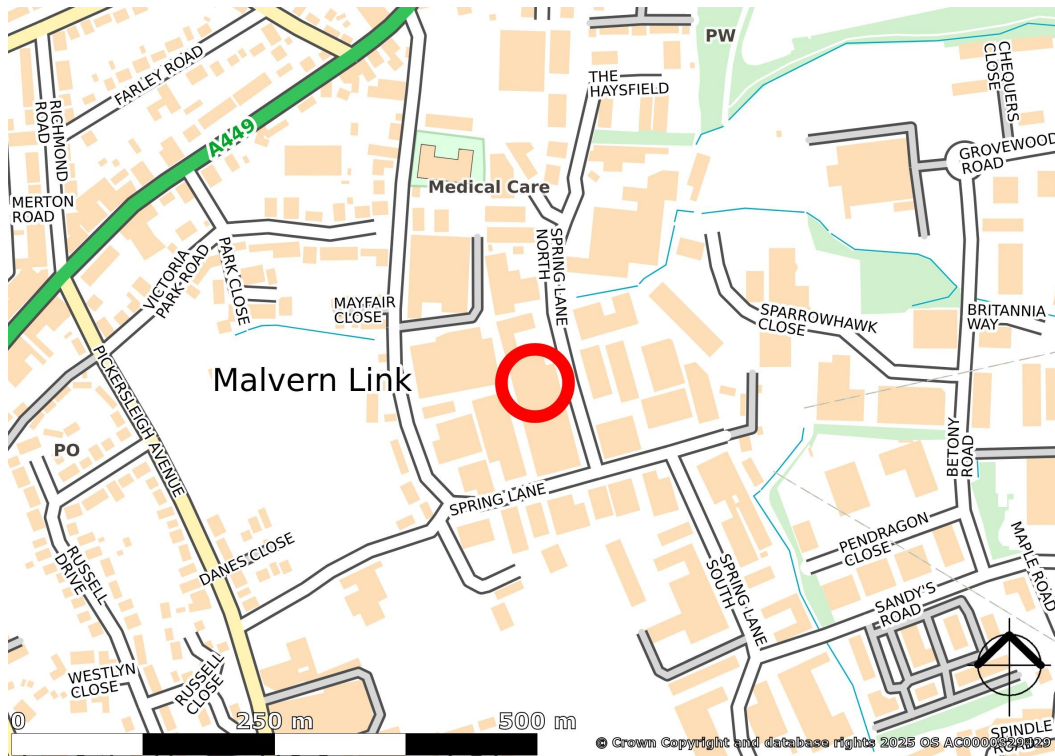 PW
THE
HAYSFIELD
CHEQUERS
CLOSE
FARLEY ROAD
RICHMOND
ROAD
A449
GROVEWOOD
ROAD
Medical Care
MERTON
ROAD
SPRING LANE
NORTH
VICTORIA
PARK ROAD
PARK CLOSE
MAYFAIR
CLOSE
SPARROWHAWK
CLOSE
BRITANNIA
WAY
Malvern Link
PICKERSLEIGH AVENUE
PO
BETONY
ROAD
SPRING LANE
PENDRAGON
CLOSE
MAPLE ROAD
DANES CLOSE
RUSSELL
DRIVE
SPRING LANE
SOUTH
SANDY'S
ROAD
WESTLYN
CLOSE
RUSSELL
CLOSE
0
250 m
500 m
SPINDLE
© Crown Copyright and database rights 2025 OS